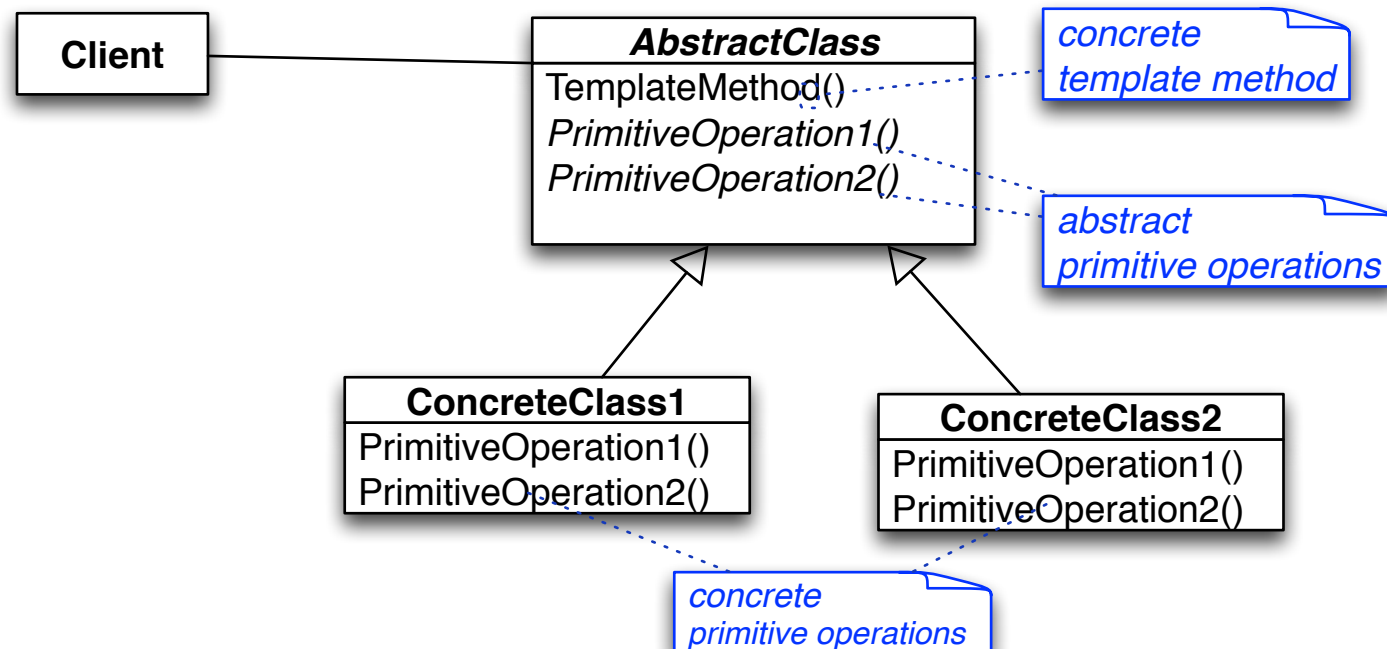 Client
AbstractClass
TemplateMethod()
PrimitiveOperation1()
PrimitiveOperation2()
concrete
template method
abstract
primitive operations
ConcreteClass1
PrimitiveOperation1()
PrimitiveOperation2()
ConcreteClass2
PrimitiveOperation1()
PrimitiveOperation2()
concrete
primitive operations